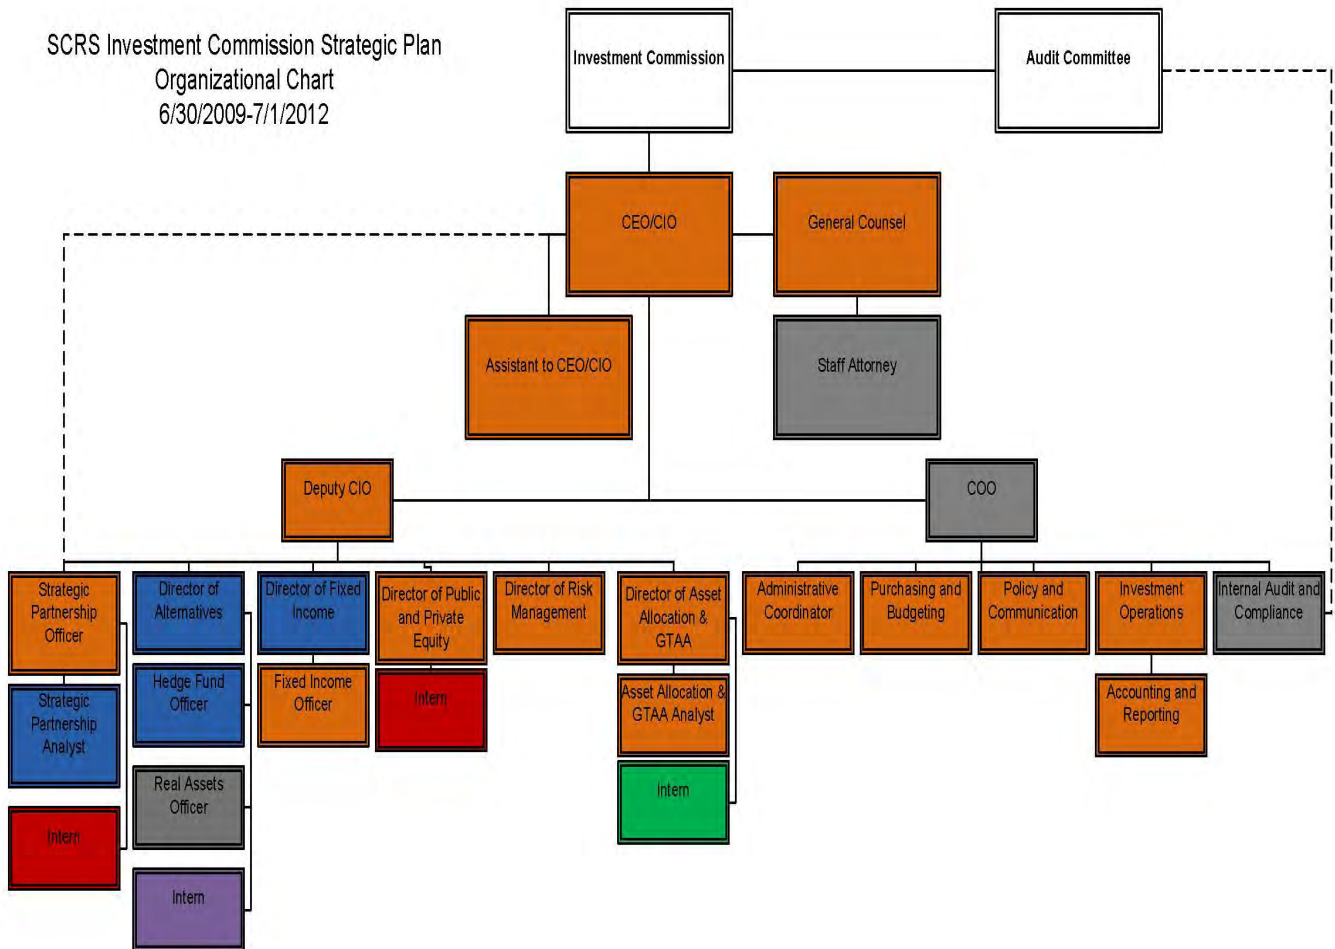 SCRS Investment Commission Strategic Plan
Organizational Chart
6/30/2009-7/1/2012
Investment Commission
Audit Committee
CEO/CIO
General Counsel
Assistant to CEO/CIO
Staff Attorney
Deputy CIO
COO
Strategic
Partnership
Officer
Director of
Alternatives
Director of Fixed
Income
Director of Public
and Private
Equity
Director of Risk
Management
Director of Asset
Allocation &
GTAA
Administrative
Coordinator
Purchasing and
Budgeting
Policy and
Communication
Investment
Operations
Internal Audit and
Compliance
Strategic
Partnership
Analyst
Hedge Fund
Officer
Fixed Income
Officer
Intern
Asset Allocation &
GTAA Analyst
Accounting and
Reporting
Intern
Real Assets
Officer
Intern
Intern